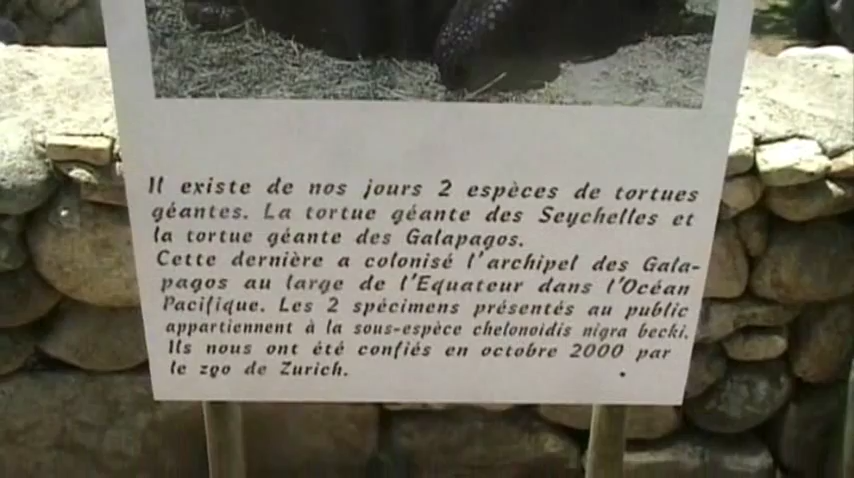 Il existe de nos jours 2 espèces de tortues
géantes. La tortue géante des Seychelles et
la tortue géante des Galapagos.
Cette dernière a colonisé l'archipel des Gala-
pagos au large de l'Equateur dans l'Océan
Pacifique. Les 2 spécimens présentés au public
appartiennent à la sous-espèce chelonoidis nigra becki.
Ils nous ont été confiés en octobre 2000 par
le zoo de Zurich.